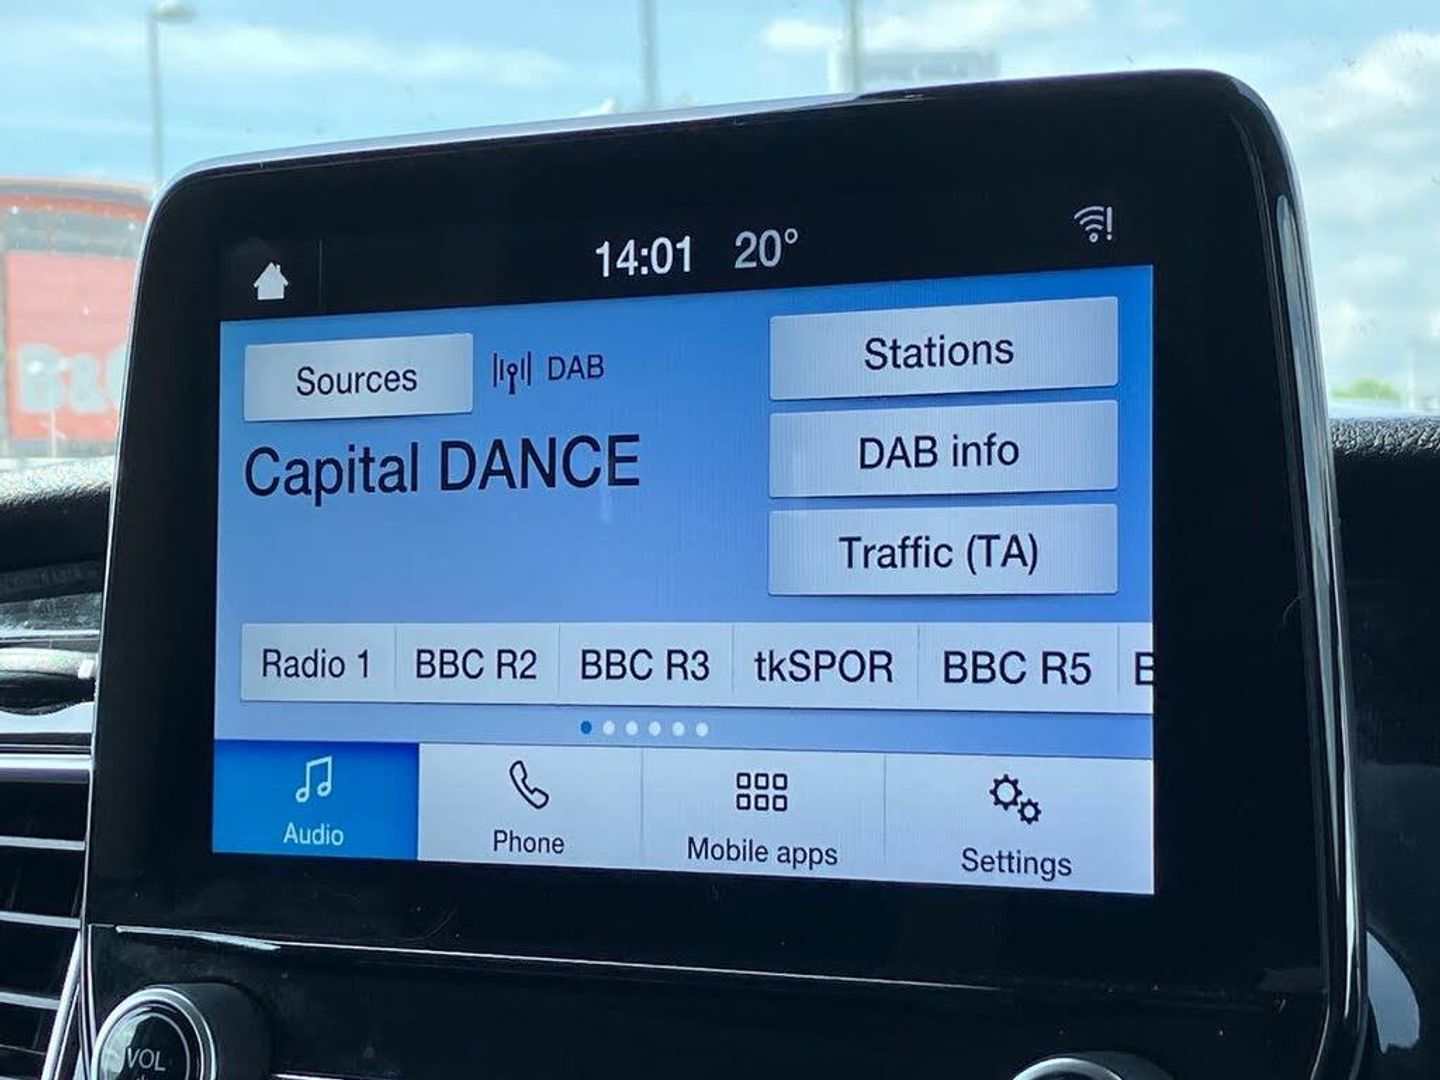 14:01 20°
Sources DAB Stations
Capital DANCE DAB info
Traffic (TA)
Radio 1 BBC R2 BBC R3 tkSPOR BBC R5 B
Audio Phone Mobile apps Settings
VOL
B&Q